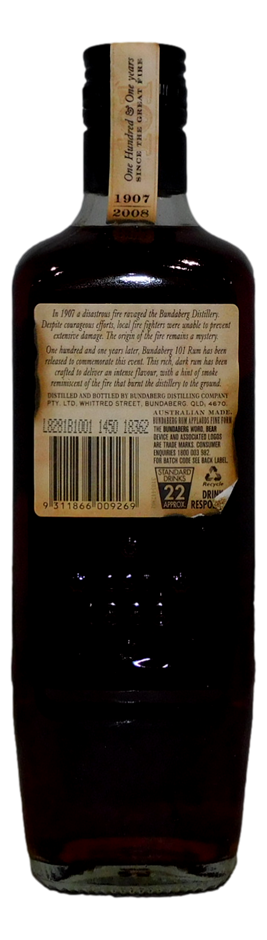 One Hundred & One years
SINCE THE GREAT FIRE
1907
2008
In 1907 a disastrous fire ravaged the Bundaberg Distillery.
Despite courageous efforts, local fire fighters were unable to prevent
extensive damage. The origin of the fire remains a mystery.
One hundred and one years later, Bundaberg 101 Rum has been
released to commemorate this event. This rich, dark rum has been
crafted to deliver an intense flavour, with a hint of smoke
reminiscent of the fire that burnt the distillery to the ground.
DISTILLED AND BOTTLED BY BUNDABERG DISTILLING COMPANY
PTY. LTD, WHITTRED STREET, BUNDABERG. QLD, 4670.
AUSTRALIAN MADE.
L8281B1001 1450 18362
BUNDABERG RUM APPLAUDS FINE FORM
THE BUNDABERG WORD, BEAR
DEVICE AND ASSOCIATED LOGOS
ARE TRADE MARKS. CONSUMER
ENQUIRIES 1800 003 982.
FOR BATCH CODE SEE BACK LABEL.
STANDARD
DRINKS
22
APPROX.
Recycle
DRIN
RESPO
9 311866 009269